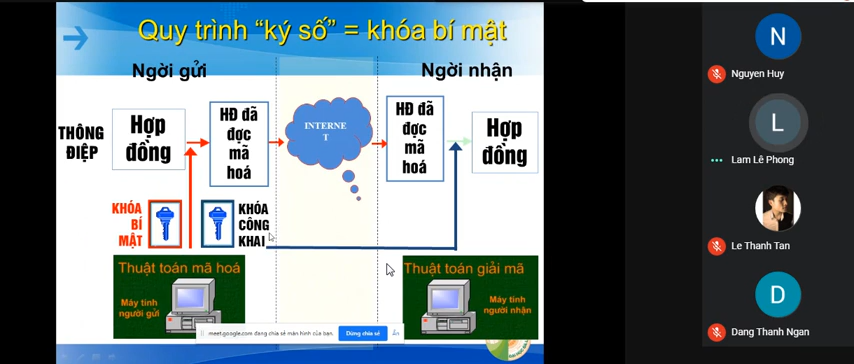 Quy trình “ký số” = khóa bí mật
Ngời gửi
Ngời nhận
THÔNG
ĐIỆP
Hợp
đồng
HĐ đã
đợc
mã
hoá
INTERNE
T
HĐ đã
đợc
mã
hoá
Hợp
đồng
KHÓA
BÍ
MẬT
KHÓA
CÔNG
KHAI
Thuật toán mã hoá
Máy tính
người gửi
Thuật toán giải mã
Máy tinh
người nhận
meet.google.com đang chia sẻ màn hình của bạn.
Dừng chia sẻ
Ẩn
N
Nguyen Huy
L
Lam Lê Phong
Le Thanh Tan
D
Dang Thanh Ngan